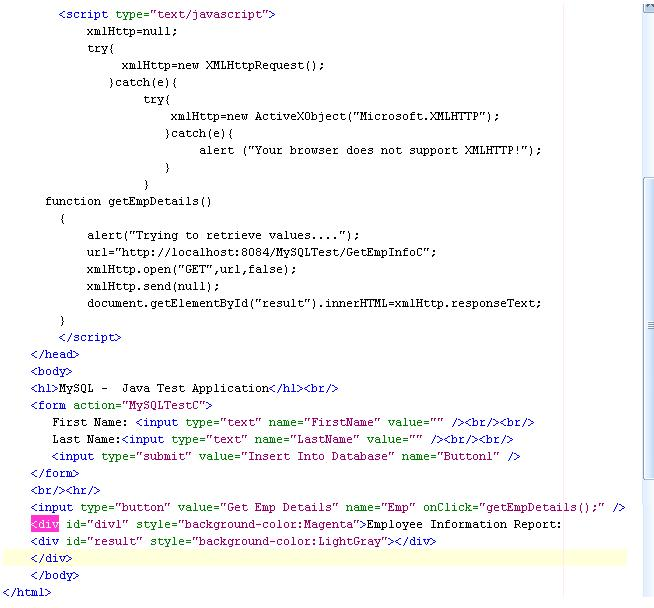 <script type="text/javascript">
xmlHttp=null;
try{
xmlHttp=new XMLHttpRequest();
}catch(e){
try{
xmlHttp=new ActiveXObject("Microsoft.XMLHTTP");
}catch(e){
alert ("Your browser does not support XMLHTTP!");
}
}
function getEmpDetails()
{
alert("Trying to retrieve values....");
url="http://localhost:8084/MySQLTest/GetEmpInfoC";
xmlHttp.open("GET",url,false);
xmlHttp.send(null);
document.getElementById("result").innerHTML=xmlHttp.responseText;
}
</script>
</head>
<body>
<h1>MySQL -  Java Test Application</h1><br/>
<form action="MySQLTestC">
First Name: <input type="text" name="FirstName" value="" /><br/><br/>
Last Name:<input type="text" name="LastName" value="" /><br/><br/>
<input type="submit" value="Insert Into Database" name="Button1" />
</form>
<br/><hr/>
<input type="button" value="Get Emp Details" name="Emp" onClick="getEmpDetails();" />
<div id="div1" style="background-color:Magenta">Employee Information Report:
<div id="result" style="background-color:LightGray"></div>
</div>
</body>
</html>